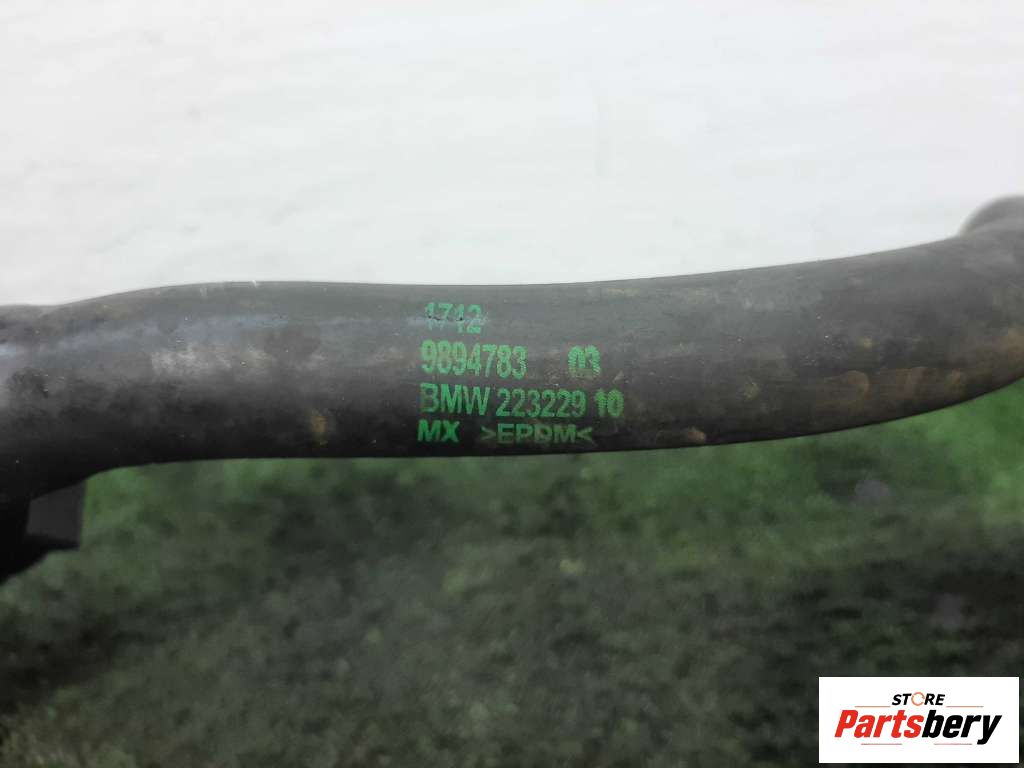 1712
9894783 03
BMW 223229 10
MX >EPDM<
STORE
Partsbery